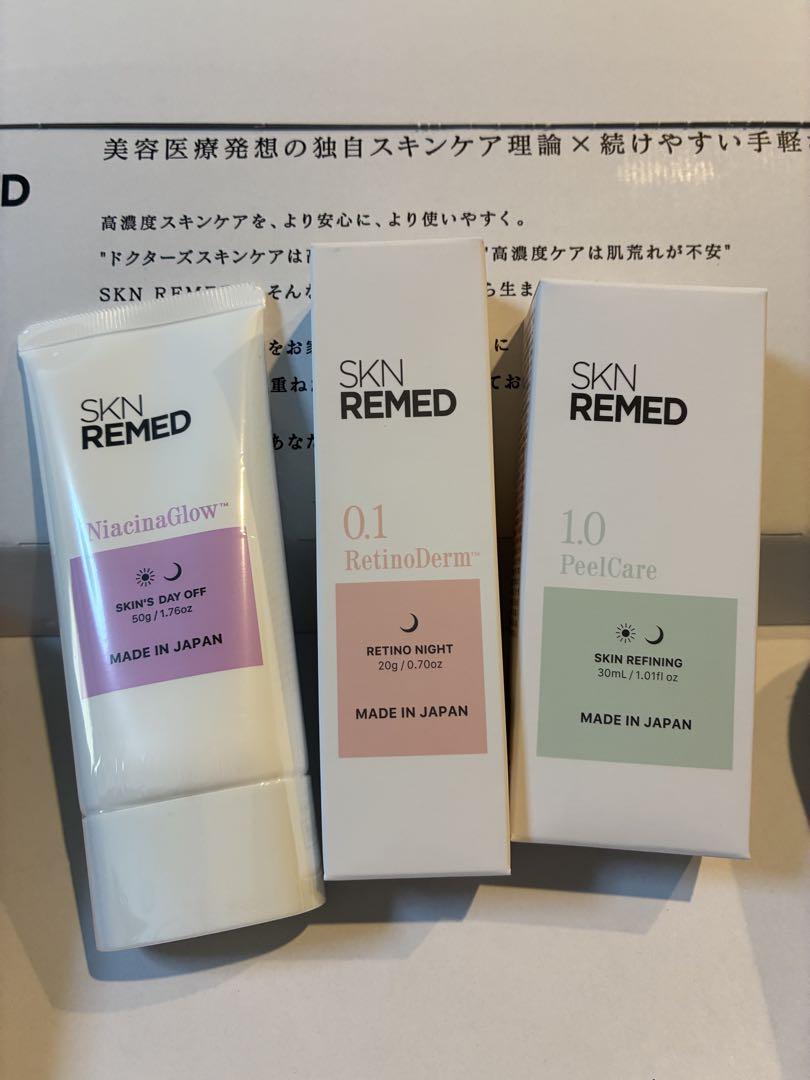 美容医療発想の独自スキンケア理論×続けやすい手軽
D
高濃度スキンケアを、より安心に、より使いやすく。
"ドクターズスキンケアは
"高濃度ケアは肌荒れが不安"
SKN REMED
そん
ら生ま
をお
に
重ね
てお
あなた
SKN
REMED
NiacinaGlow™
SKIN'S DAY OFF
50g / 1.76oz
MADE IN JAPAN
SKN
REMED
0.1
RetinoDerm™
RETINO NIGHT
20g / 0.70oz
MADE IN JAPAN
SKN
REMED
1.0
PeelCare
SKIN REFINING
30mL / 1.01fl oz
MADE IN JAPAN